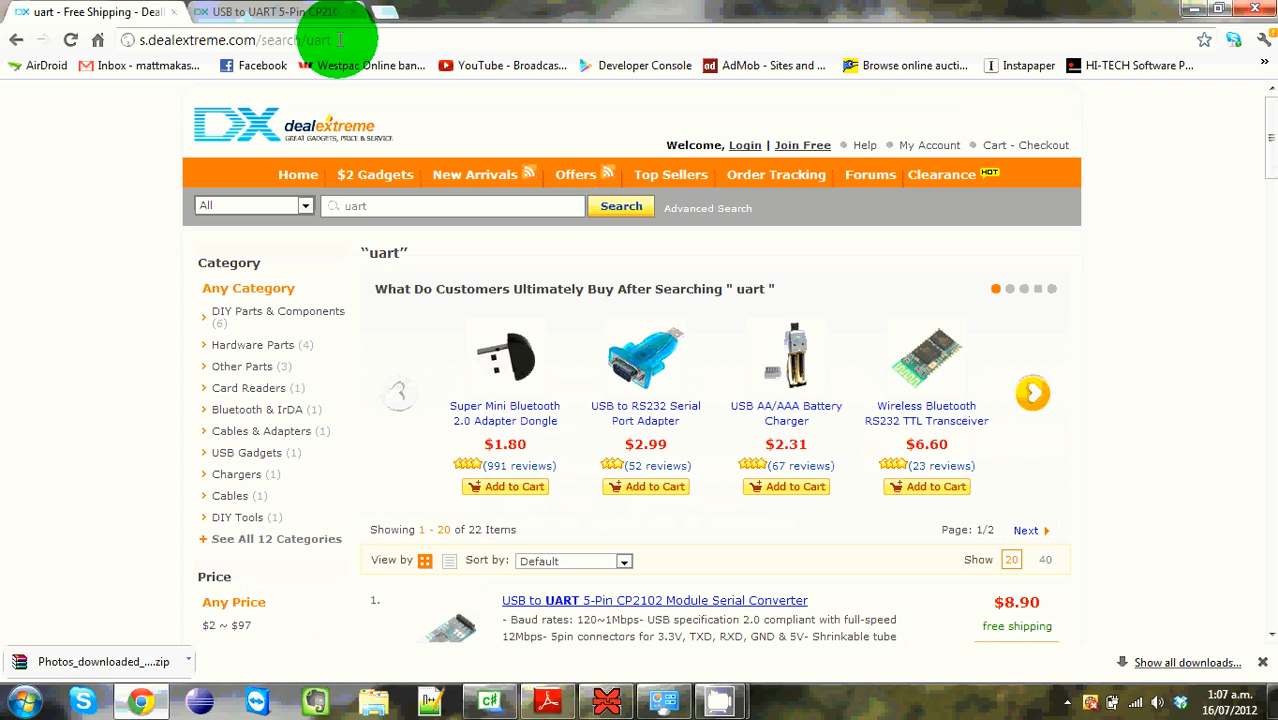 uart - Free Shipping - Deal
USB to UART 5-Pin CP210
s.dealextreme.com/search/uart
AirDroid
Inbox - mattmakas...
Facebook
Westpac Online ban...
YouTube - Broadcas...
Developer Console
AdMob - Sites and ...
Browse online aucti...
Instapaper
HI-TECH Software P...
DX dealextreme
GREAT GADGETS, PRICE & SERVICE.
Welcome, Login | Join Free
Help
My Account
Cart - Checkout
Home
$2 Gadgets
New Arrivals
Offers
Top Sellers
Order Tracking
Forums
Clearance HOT
All
uart
Search
Advanced Search
Category
Any Category
DIY Parts & Components
(6)
Hardware Parts (4)
Other Parts (3)
Card Readers (1)
Bluetooth & IrDA (1)
Cables & Adapters (1)
USB Gadgets (1)
Chargers (1)
Cables (1)
DIY Tools (1)
+ See All 12 Categories
Price
Any Price
$2 ~ $97
“uart”
What Do Customers Ultimately Buy After Searching " uart "
Super Mini Bluetooth
2.0 Adapter Dongle
$1.80
(991 reviews)
Add to Cart
USB to RS232 Serial
Port Adapter
$2.99
(52 reviews)
Add to Cart
USB AA/AAA Battery
Charger
$2.31
(67 reviews)
Add to Cart
Wireless Bluetooth
RS232 TTL Transceiver
$6.60
(23 reviews)
Add to Cart
Showing 1 - 20 of 22 Items
Page: 1/2 Next
View by
Sort by: Default
Show 20 40
1.
USB to UART 5-Pin CP2102 Module Serial Converter
- Baud rates: 120~1Mbps- USB specification 2.0 compliant with full-speed
12Mbps- 5pin connectors for 3.3V, TXD, RXD, GND & 5V- Shrinkable tube
$8.90
free shipping
Photos_downloaded_....zip
Show all downloads...
1:07 a.m.
16/07/2012